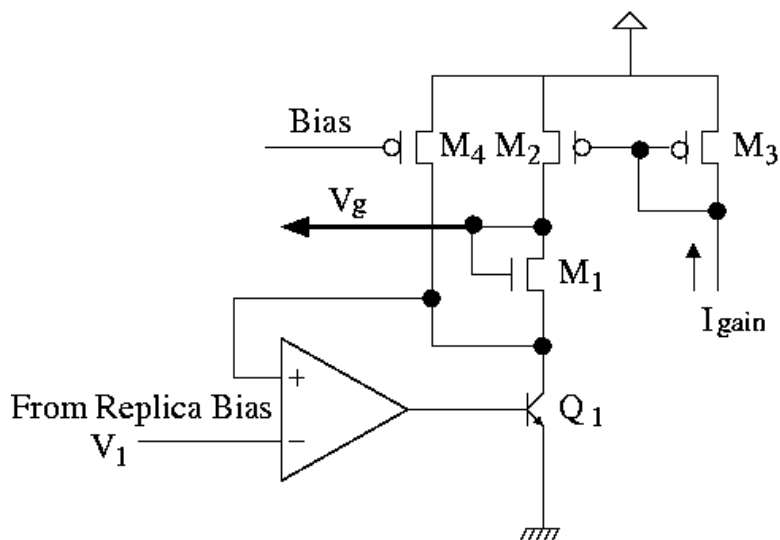 Bias
M4
M2
M3
Vg
M1
Igain
+
From Replica Bias
Q1
V1
−